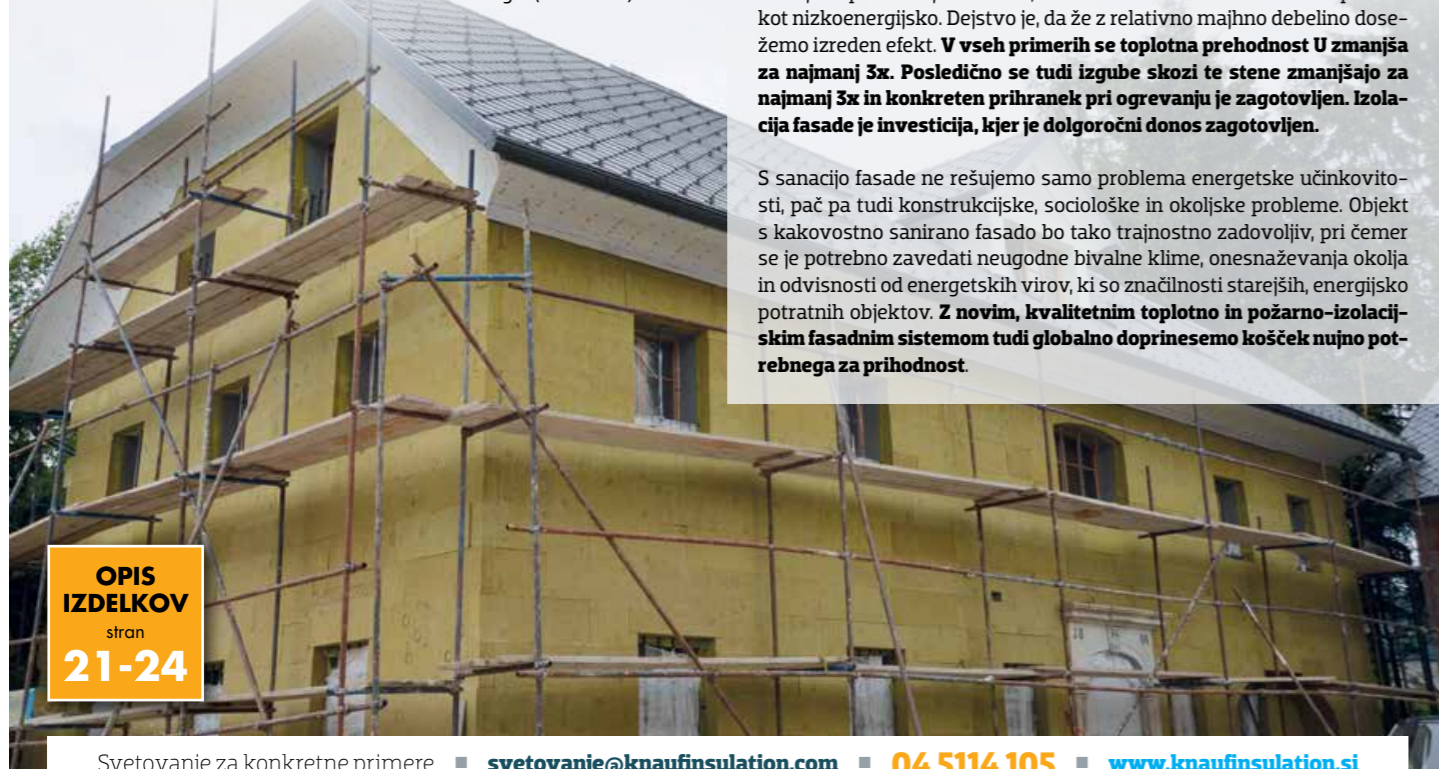 kot nizkoenergijsko. Dejstvo je, da že z relativno majhno debelino dose-
žemo izreden efekt. V vseh primerih se toplotna prehodnost U zmanjša
za najmanj 3x. Posledično se tudi izgube skozi te stene zmanjšajo za
najmanj 3x in konkreten prihranek pri ogrevanju je zagotovljen. Izola-
cija fasade je investicija, kjer je dolgoročni donos zagotovljen.
S sanacijo fasade ne rešujemo samo problema energetske učinkovito-
sti, pač pa tudi konstrukcijske, sociološke in okoljske probleme. Objekt
s kakovostno sanirano fasado bo tako trajnostno zadovoljiv, pri čemer
se je potrebno zavedati neugodne bivalne klime, onesnaževanja okolja
in odvisnosti od energetskih virov, ki so značilnosti starejših, energijsko
potratnih objektov. Z novim, kvalitetnim toplotno in požarno-izolacij-
skim fasadnim sistemom tudi globalno doprinesemo košček nujno pot-
rebnega za prihodnost.
OPIS
IZDELKOV
stran
21-24
Svetovanje za konkretne primere ■ svetovanje@knaufinsulation.com ■ 04 5114 105 ■ www.knaufinsulation.si